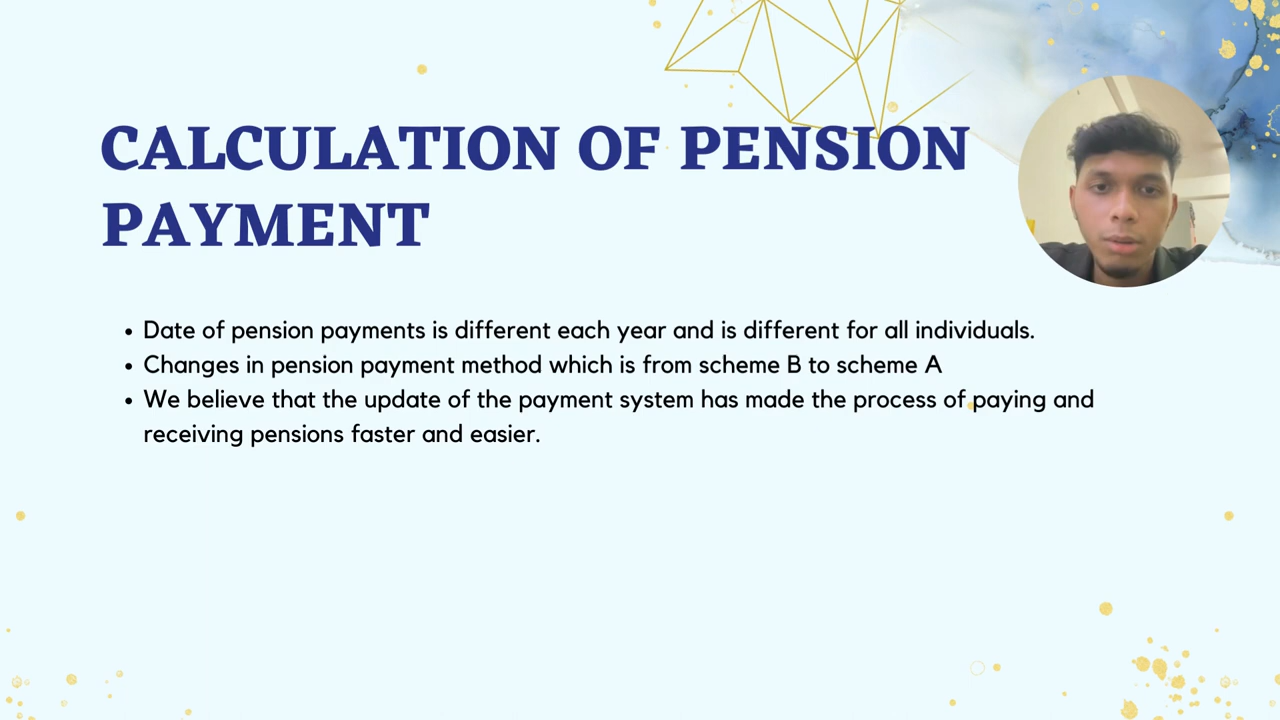 CALCULATION OF PENSION
PAYMENT
• Date of pension payments is different each year and is different for all individuals.
• Changes in pension payment method which is from scheme B to scheme A
• We believe that the update of the payment system has made the process of paying and
receiving pensions faster and easier.